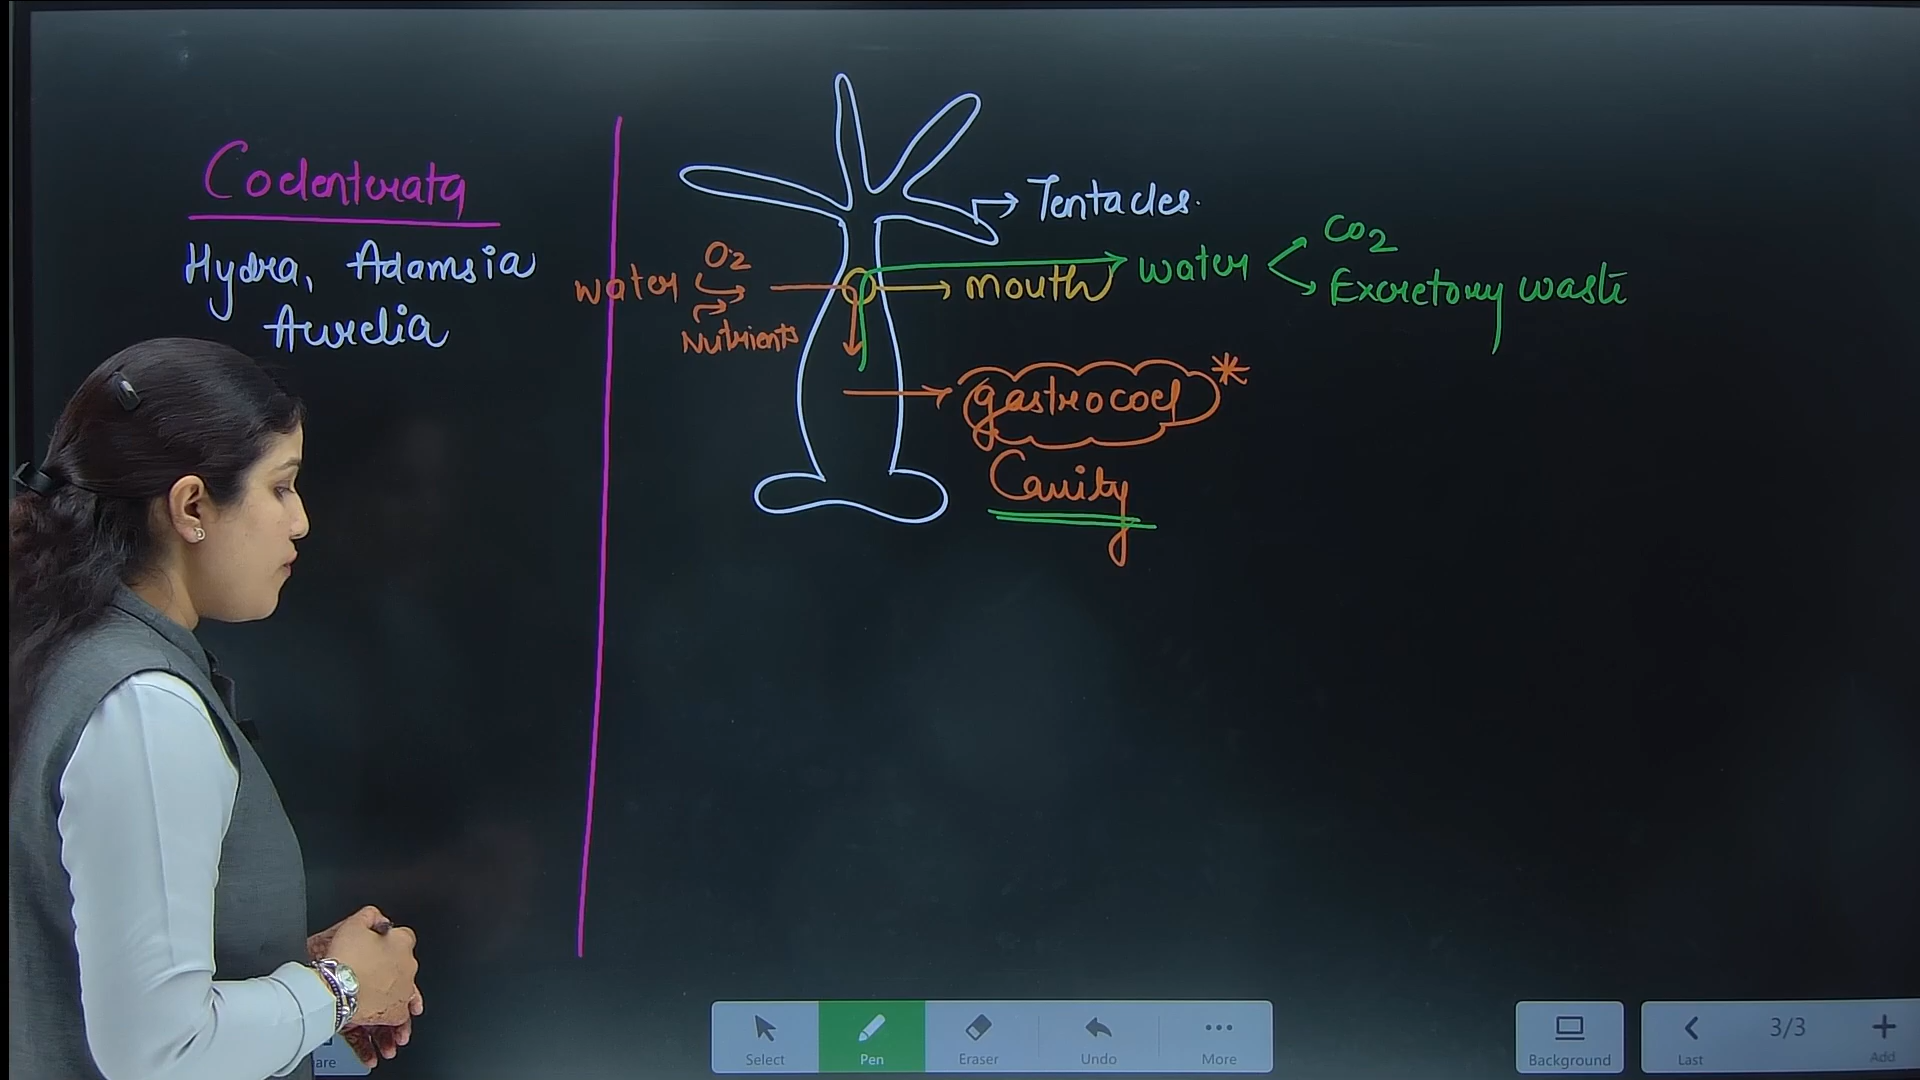 Coelenterata
Hydra, Adamsia
Aurelia
Tentacles.
water
O2
Nutrients
mouth
water
CO2
Excretory waste
gastrocoel *
Cavity
Select
Pen
Eraser
Undo
More
Background
Last
3/3
Add
are